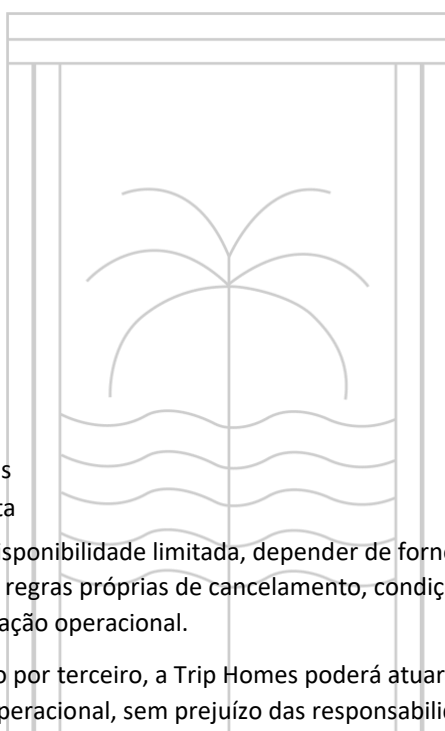 s
ta
sponibilidade limitada, depender de forne
regras próprias de cancelamento, condiç
ação operacional.
o por terceiro, a Trip Homes poderá atuar
peracional, sem prejuízo das responsabilid